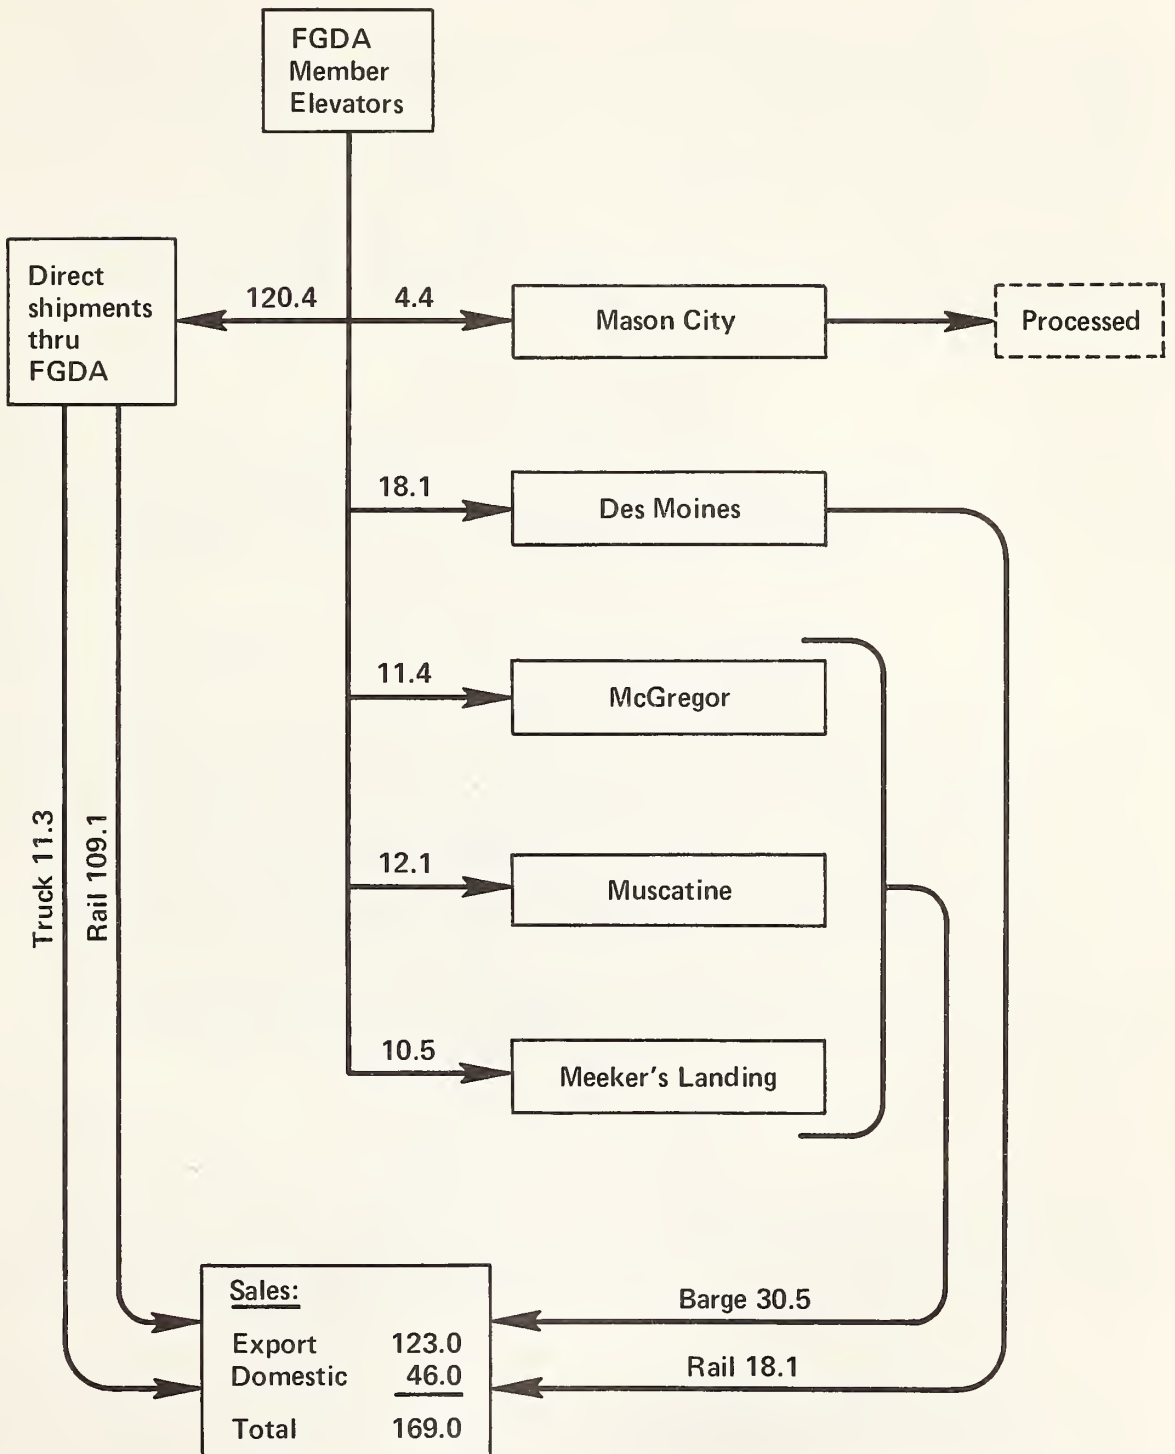 FGDA
Member
Elevators
Direct
shipments
thru
FGDA
120.4
4.4
Mason City
Processed
18.1
Des Moines
11.4
McGregor
Truck 11.3
Rail 109.1
12.1
Muscatine
10.5
Meeker's Landing
Sales:
Export 123.0
Domestic 46.0
Total 169.0
Barge 30.5
Rail 18.1